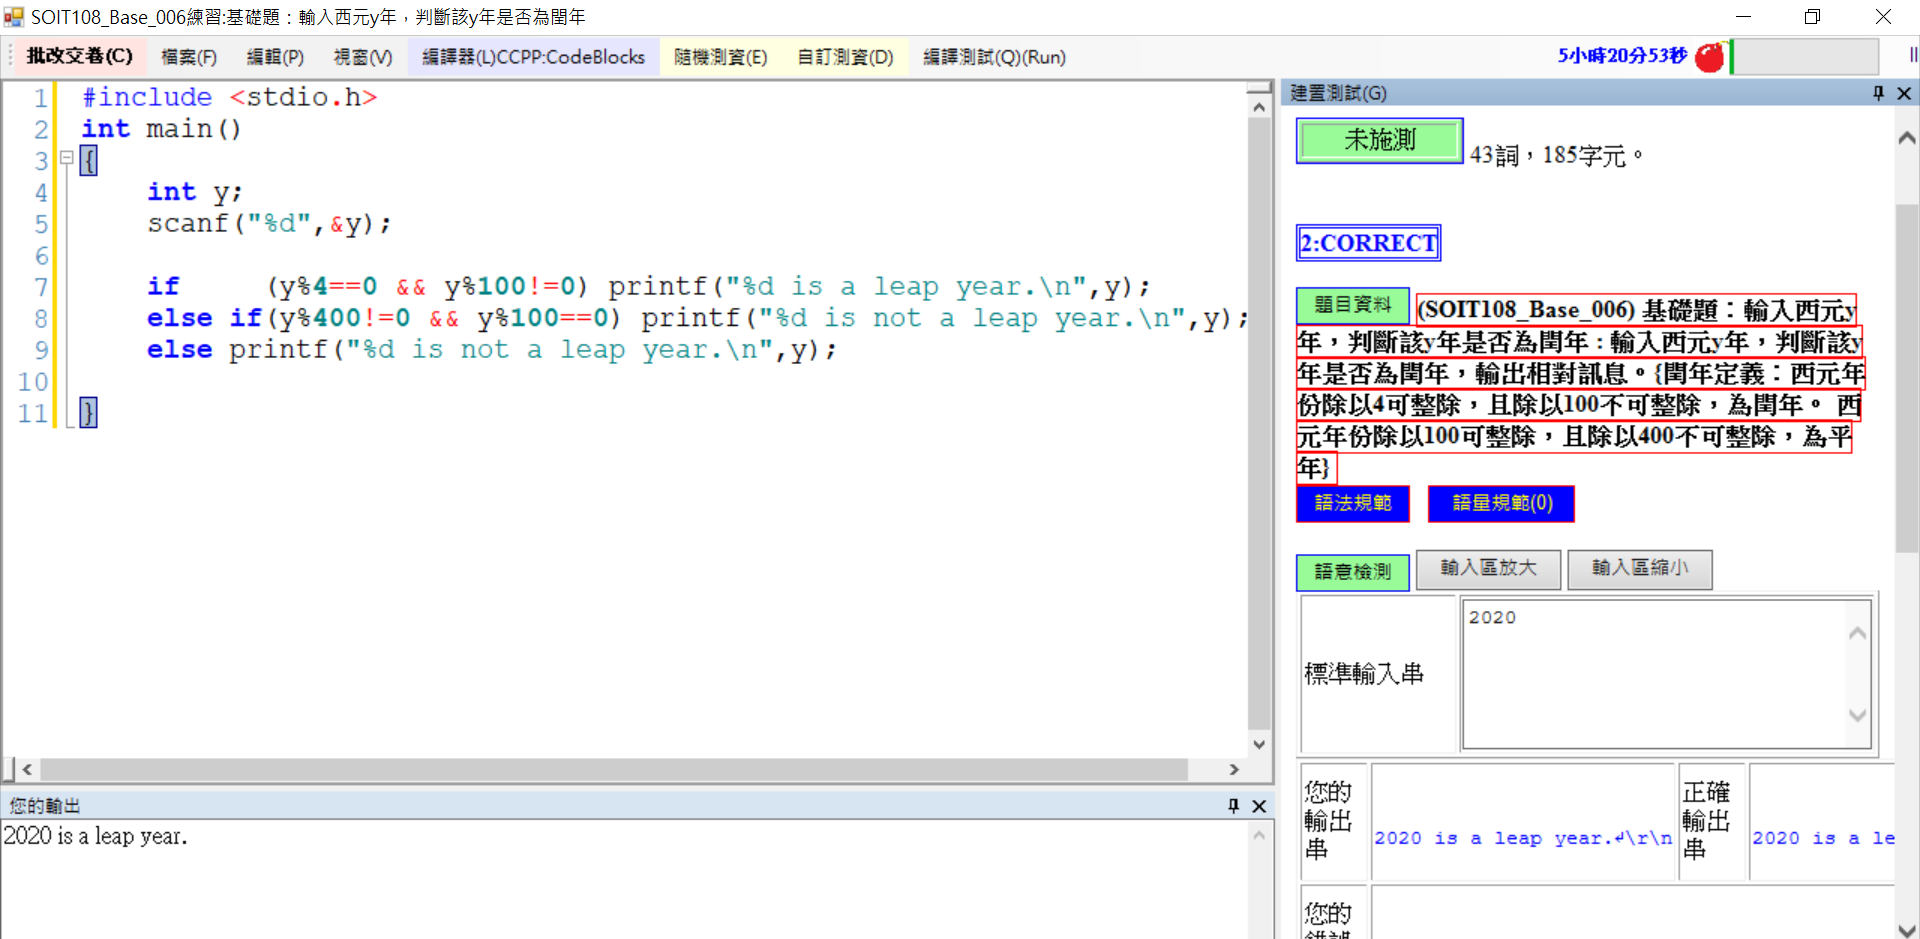 SOIT108_Base_006練習:基礎題：輸入西元y年，判斷該y年是否為閏年
批改交卷(C) 檔案(F) 編輯(P) 視窗(V) 編譯器(L)CCPP:CodeBlocks 隨機測資(E) 自訂測資(D) 編譯測試(Q)(Run) 5小時20分53秒
1 #include <stdio.h>
2 int main()
3 {
4 int y;
5 scanf("%d",&y);
6
7 if     (y%4==0 && y%100!=0) printf("%d is a leap year.\n",y);
8 else if(y%400!=0 && y%100==0) printf("%d is not a leap year.\n",y);
9 else printf("%d is not a leap year.\n",y);
10
11 }
您的輸出
2020 is a leap year.
建置測試(G)
未施測 43詞，185字元。
2:CORRECT
題目資料 (SOIT108_Base_006) 基礎題：輸入西元y
年，判斷該y年是否為閏年 : 輸入西元y年，判斷該y
年是否為閏年，輸出相對訊息。{閏年定義：西元年
份除以4可整除，且除以100不可整除，為閏年。 西
元年份除以100可整除，且除以400不可整除，為平
年}
語法規範 語量規範(0)
語意檢測 輸入區放大 輸入區縮小
標準輸入串 2020
您的
輸出
串
2020 is a leap year.↲\r\n
正確
輸出
串
2020 is a le
您的